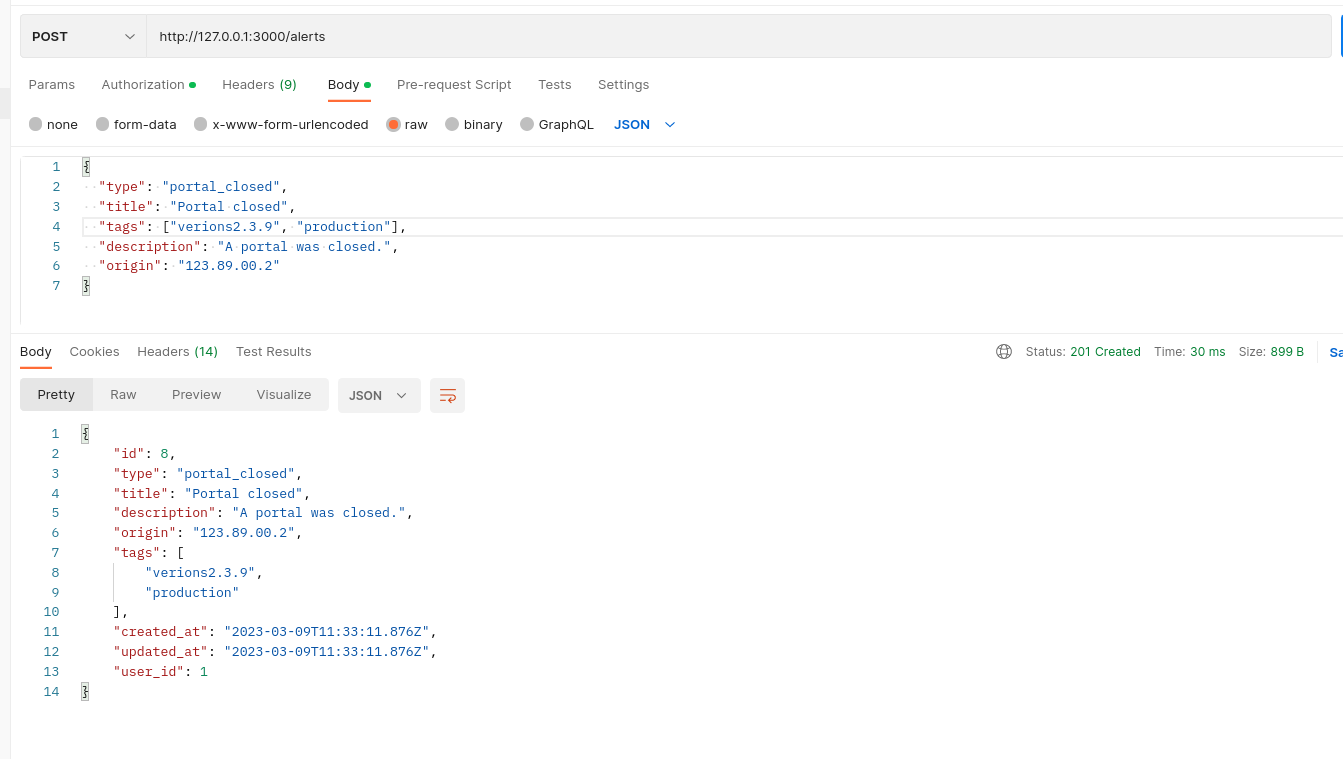 POST http://127.0.0.1:3000/alerts
Params Authorization Headers (9) Body Pre-request Script Tests Settings
none form-data x-www-form-urlencoded raw binary GraphQL JSON
1 {
2 "type": "portal_closed",
3 "title": "Portal closed",
4 "tags": ["verions2.3.9", "production"],
5 "description": "A portal was closed.",
6 "origin": "123.89.00.2"
7 }
Body Cookies Headers (14) Test Results Status: 201 Created Time: 30 ms Size: 899 B Sa
Pretty Raw Preview Visualize JSON
1 {
2 "id": 8,
3 "type": "portal_closed",
4 "title": "Portal closed",
5 "description": "A portal was closed.",
6 "origin": "123.89.00.2",
7 "tags": [
8 "verions2.3.9",
9 "production"
10 ],
11 "created_at": "2023-03-09T11:33:11.876Z",
12 "updated_at": "2023-03-09T11:33:11.876Z",
13 "user_id": 1
14 }